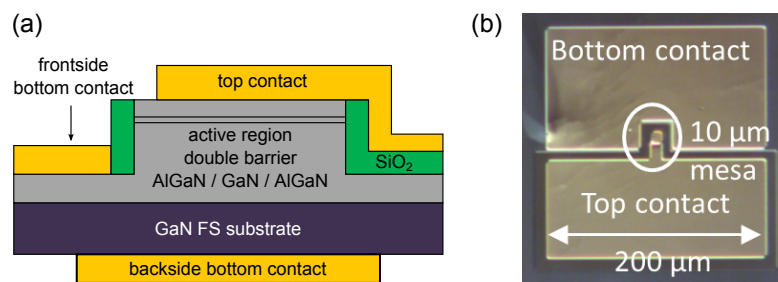 (a)
frontside
bottom contact
top contact
active region
double barrier
AlGaN / GaN / AlGaN
SiO2
GaN FS substrate
backside bottom contact
(b)
Bottom contact
10 μm
mesa
Top contact
200 μm